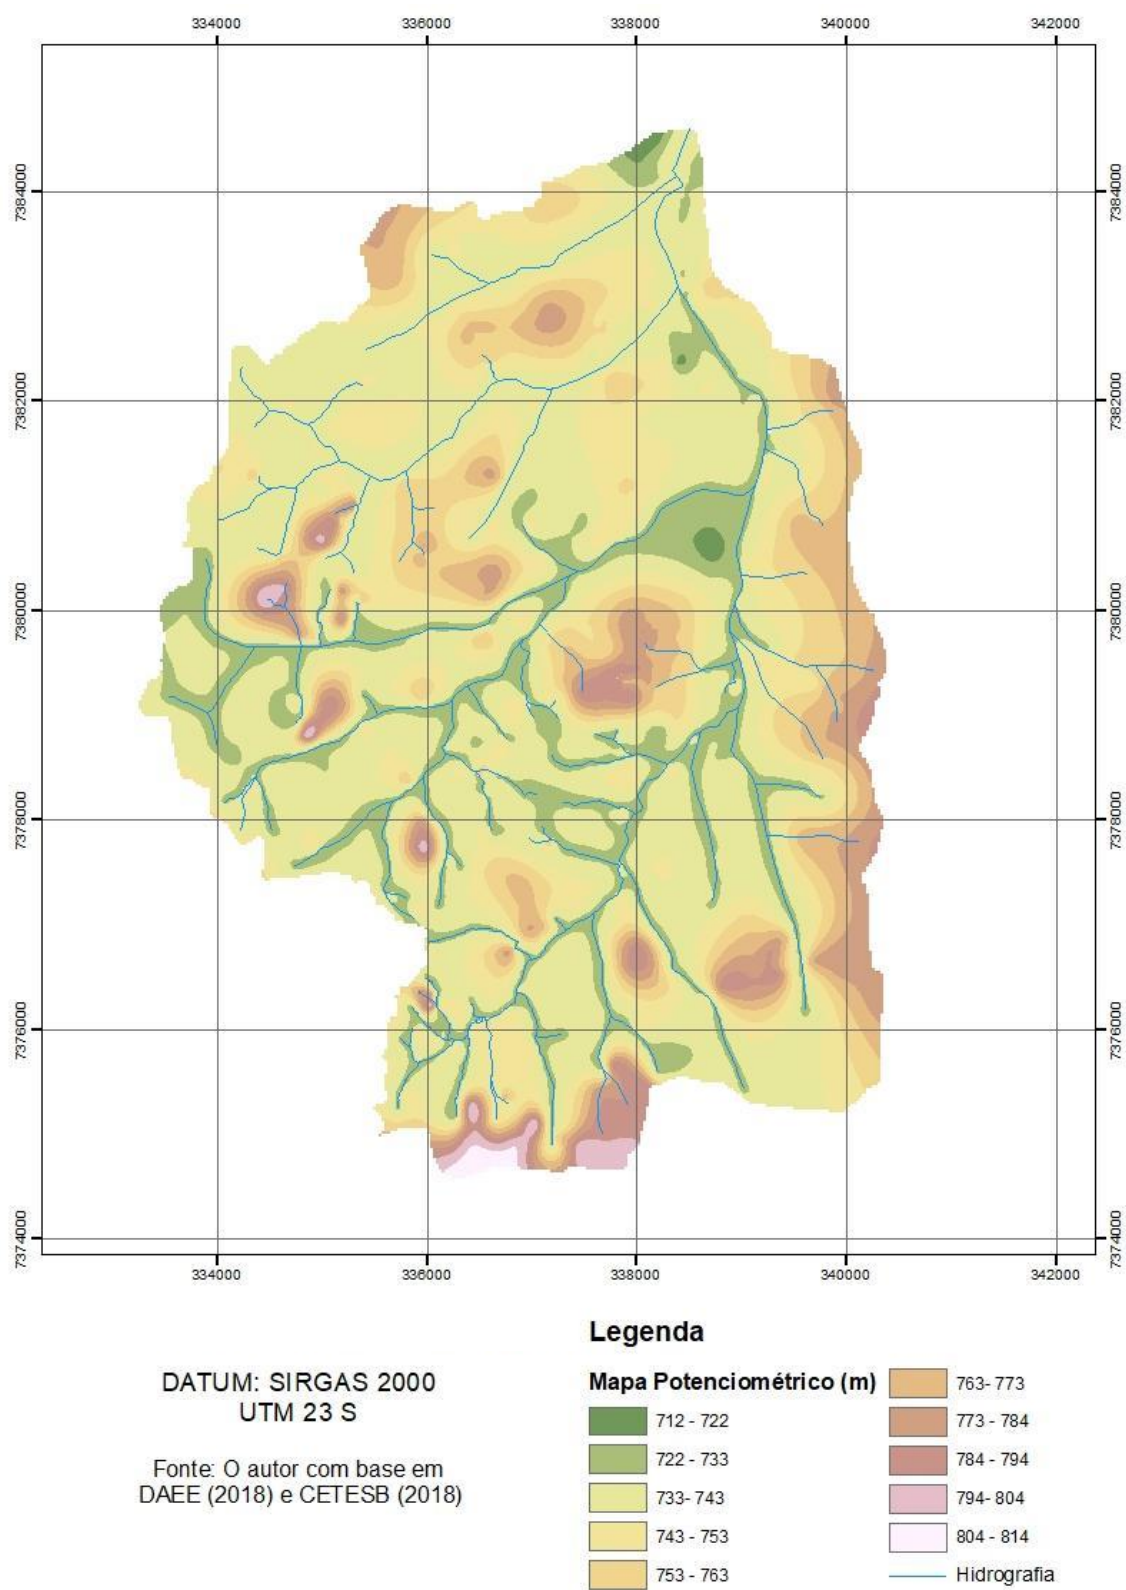 334000 336000 338000 340000 342000
7384000 7384000
7382000 7382000
7380000 7380000
7378000 7378000
7376000 7376000
7374000 7374000
334000 336000 338000 340000 342000
DATUM: SIRGAS 2000
UTM 23 S
Fonte: O autor com base em
DAEE (2018) e CETESB (2018)
Legenda
Mapa Potenciométrico (m)
712 - 722
722 - 733
733- 743
743 - 753
753 - 763
763- 773
773 - 784
784 - 794
794- 804
804 - 814
Hidrografia